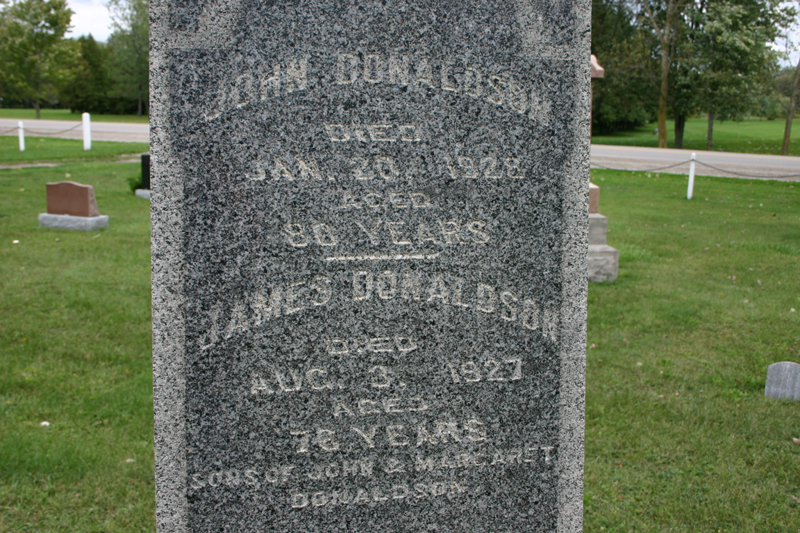 JOHN DONALDSON
DIED
JAN. 20. 1922
AGED
80 YEARS
JAMES DONALDSON
DIED
AUG. 3. 1927
AGED
78 YEARS
SONS OF JOHN & MARGARET
DONALDSON